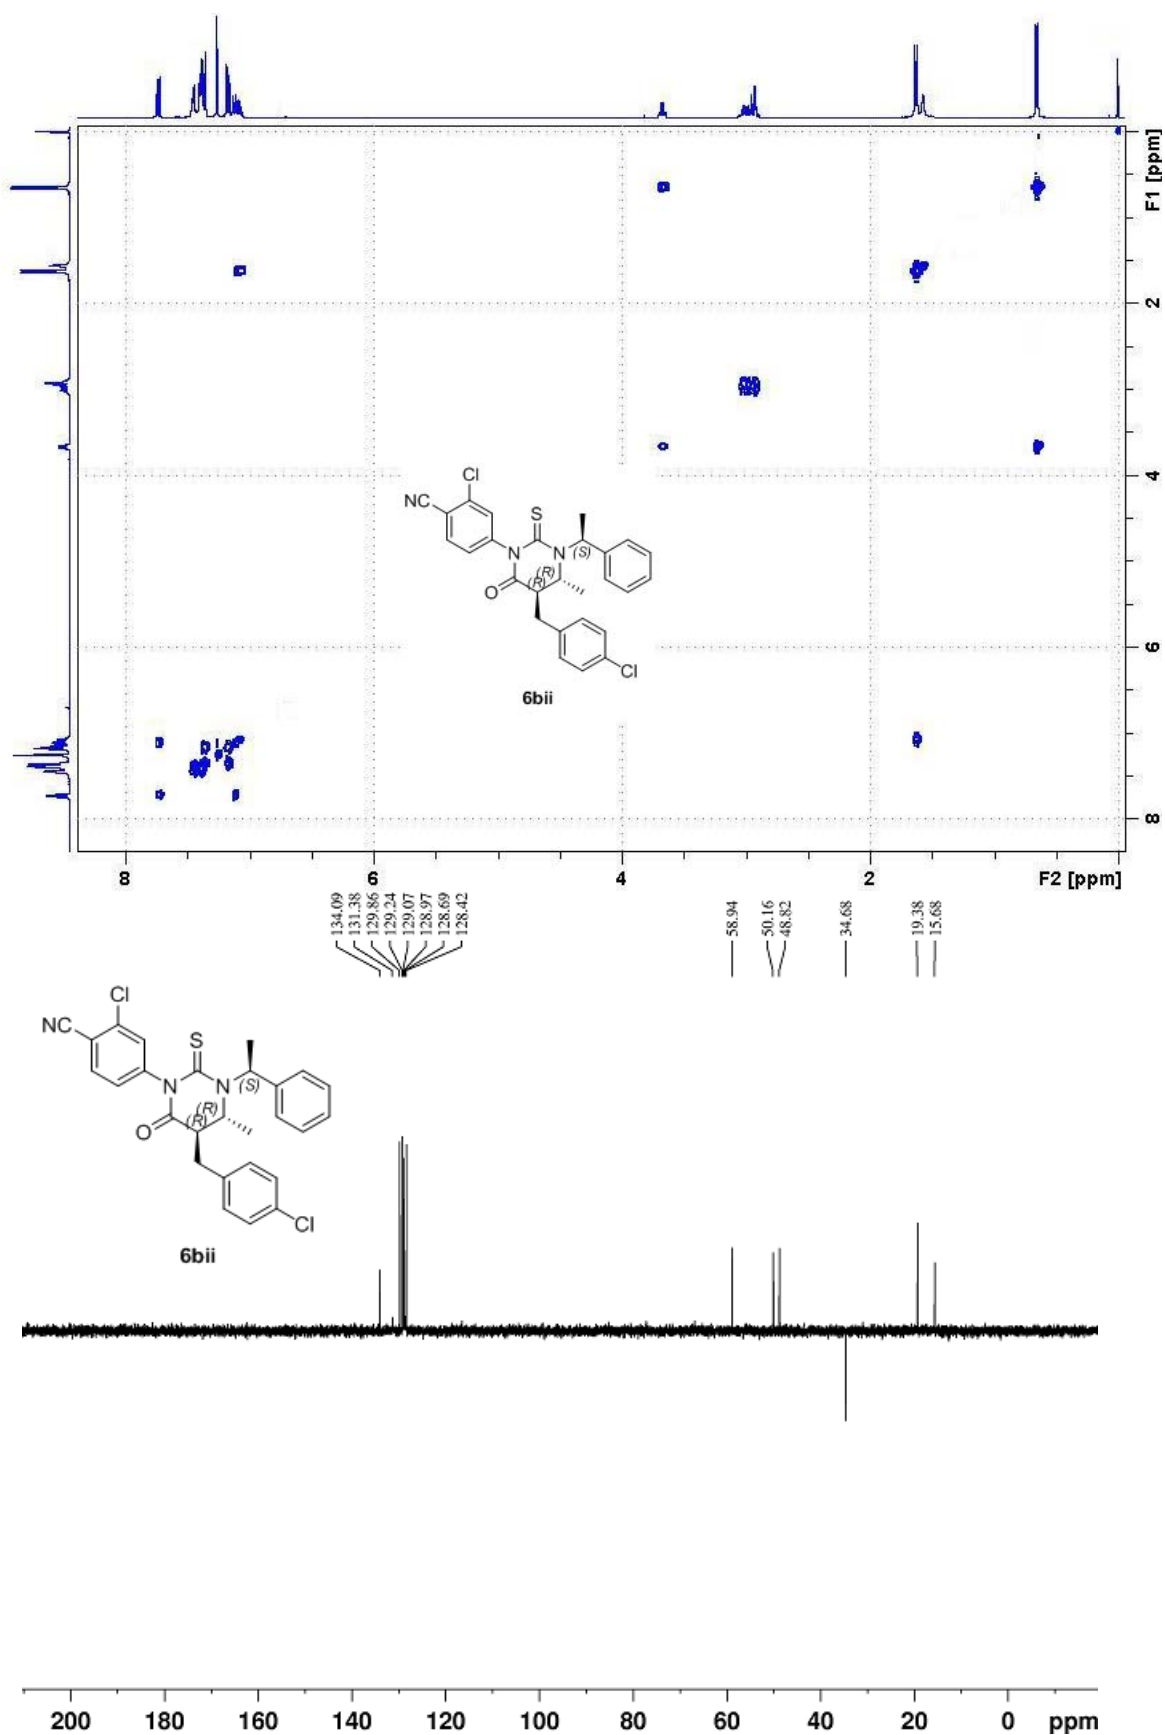 F1 [ppm]
2
4
6
8
Cl
NC
S
N
N
(S)
(R)
(R)
O
Cl
6bii
8
6
4
2
F2 [ppm]
134.09
131.38
129.86
129.24
129.07
128.97
128.69
128.42
58.94
50.16
48.82
34.68
19.38
15.68
Cl
NC
S
N
N
(S)
(R)
(R)
O
Cl
6bii
200 180 160 140 120 100 80 60 40 20 0 ppm